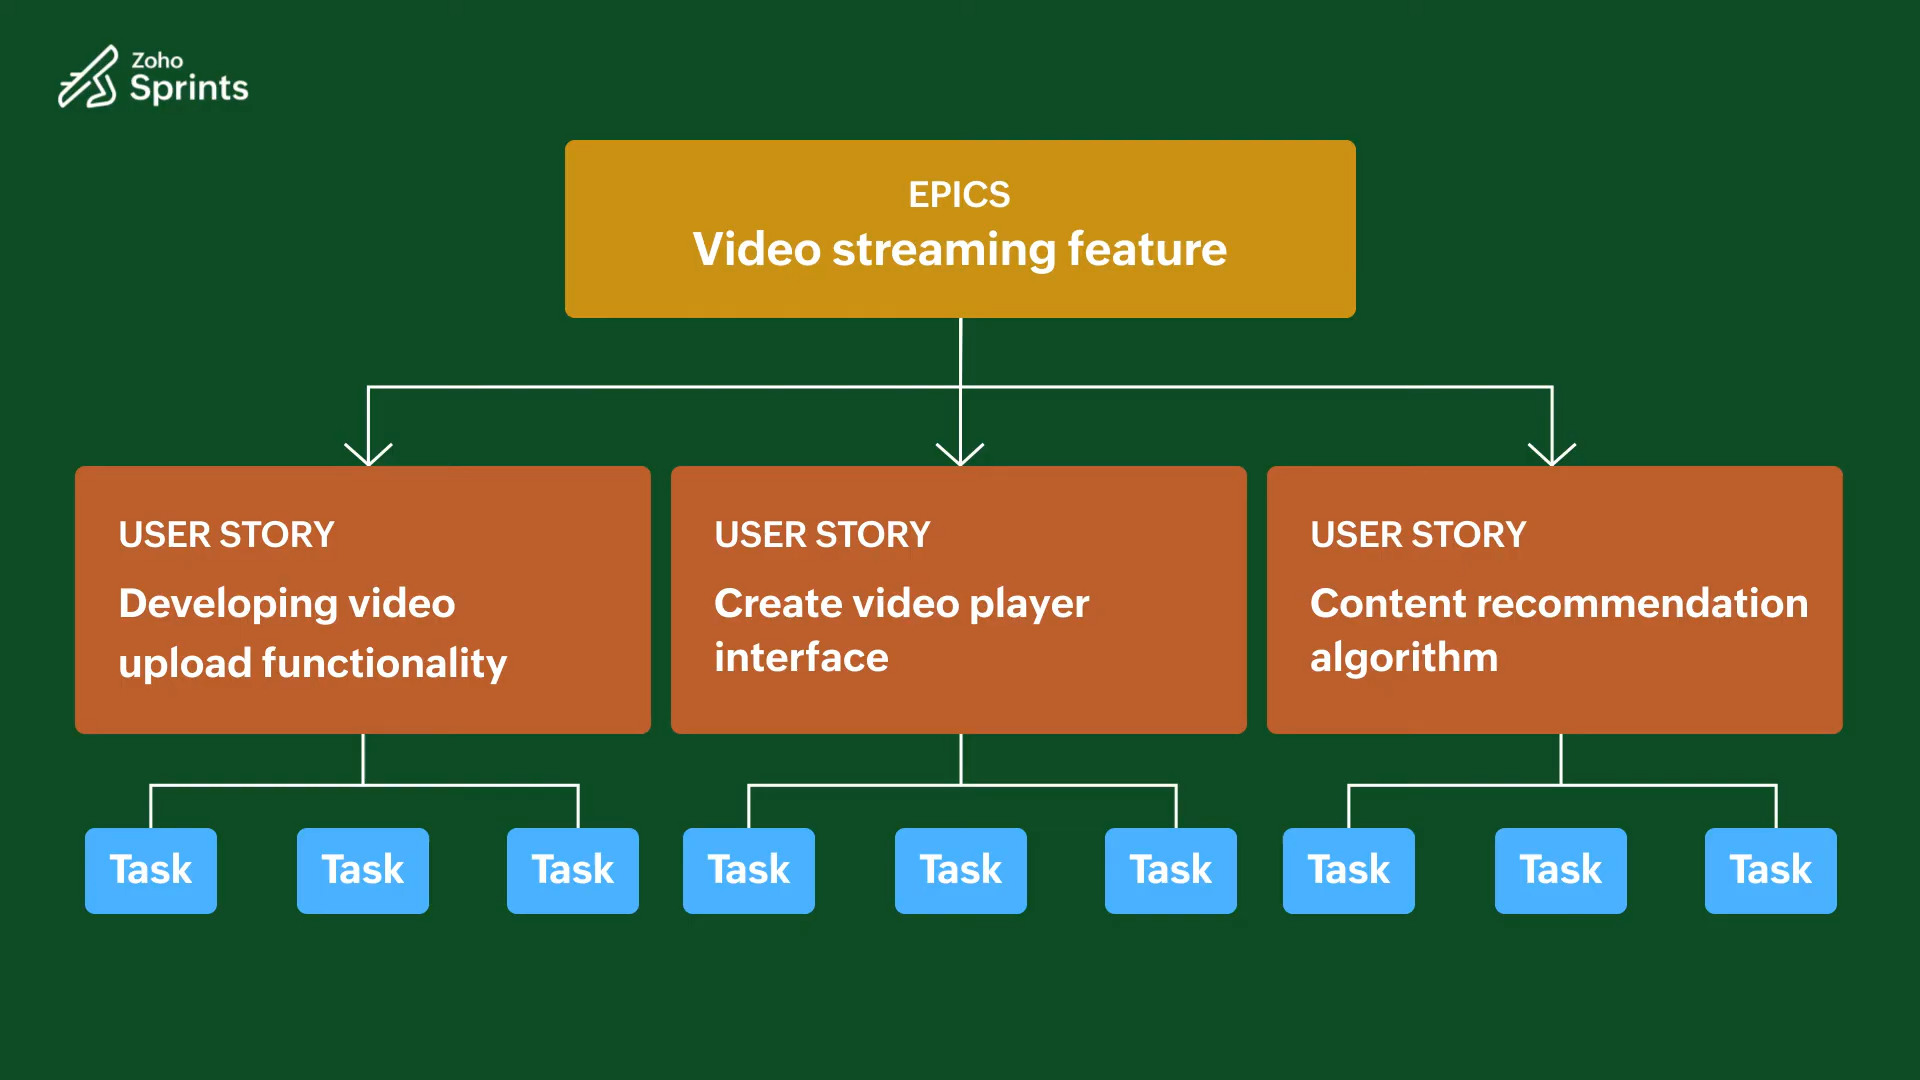 Zoho
Sprints
EPICS
Video streaming feature
USER STORY
Developing video
upload functionality
USER STORY
Create video player
interface
USER STORY
Content recommendation
algorithm
Task
Task
Task
Task
Task
Task
Task
Task
Task